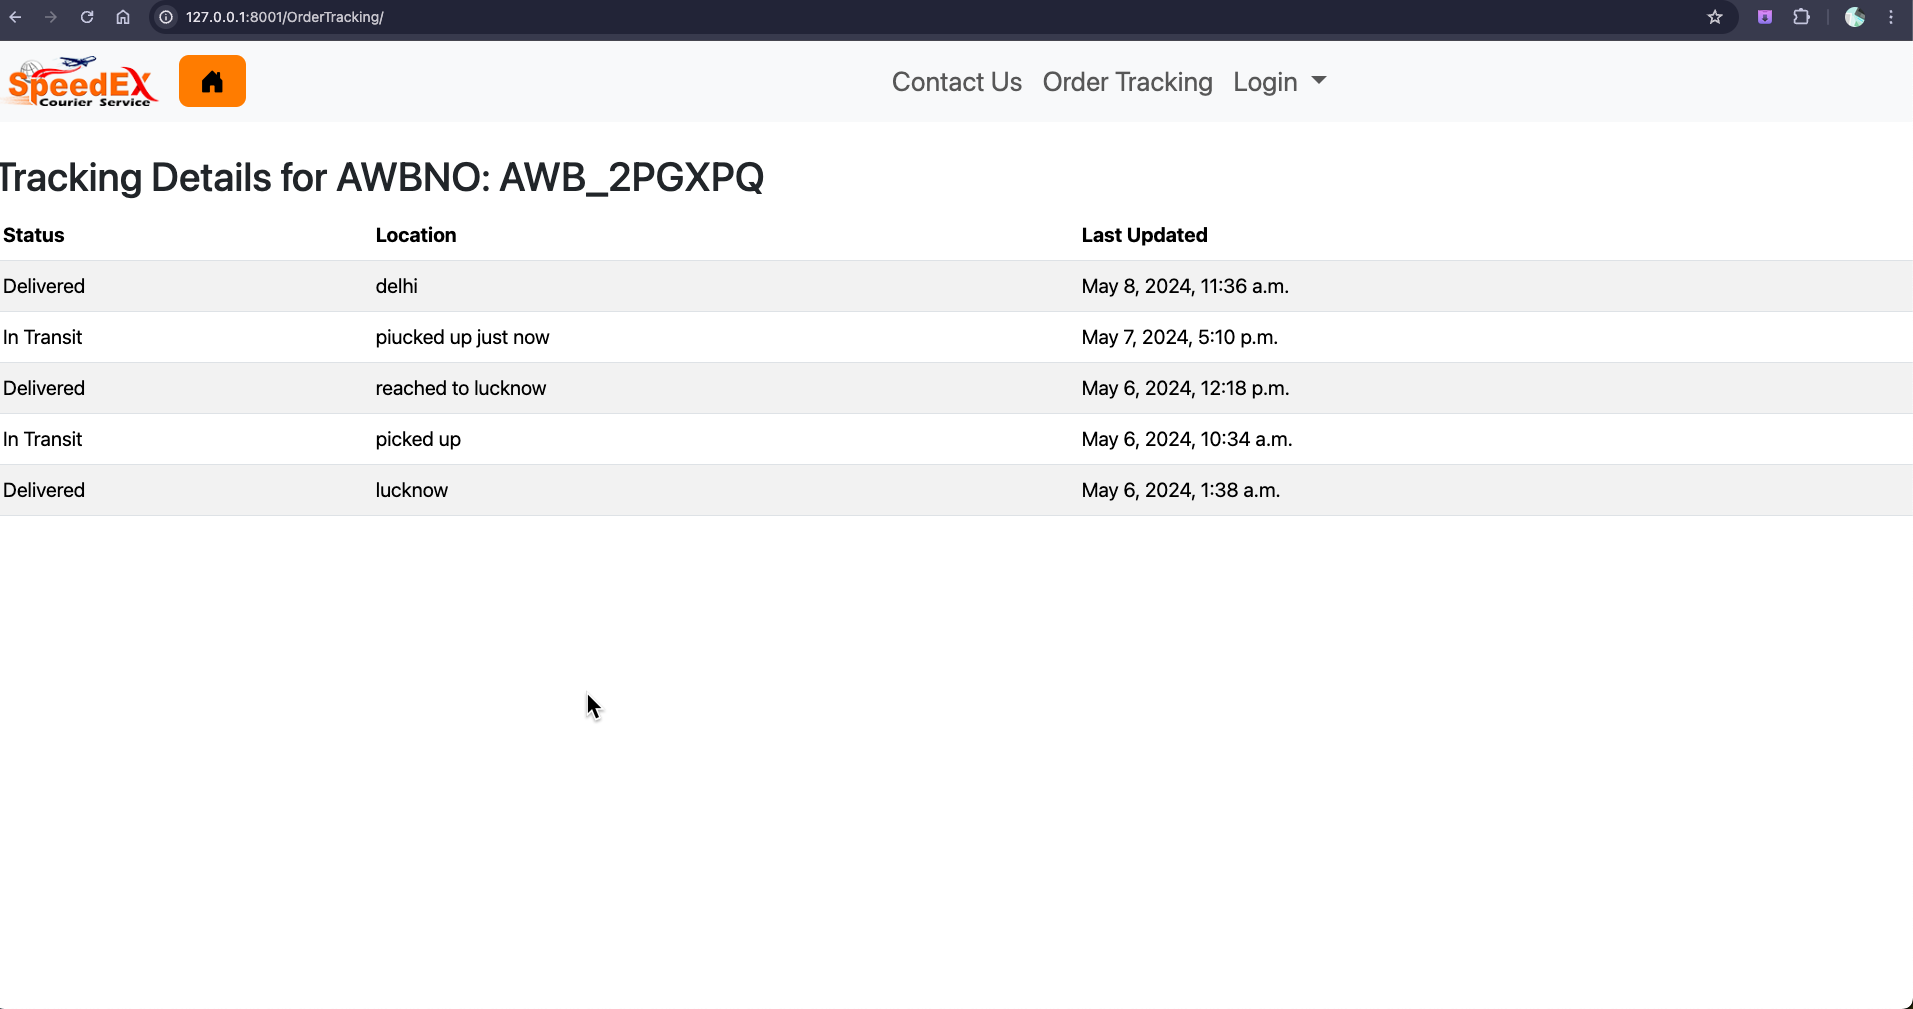 127.0.0.1:8001/OrderTracking/
SpeedEX
Courier Service
Contact Us Order Tracking Login
Tracking Details for AWBNO: AWB_2PGXPQ
Status Location Last Updated
Delivered delhi May 8, 2024, 11:36 a.m.
In Transit piucked up just now May 7, 2024, 5:10 p.m.
Delivered reached to lucknow May 6, 2024, 12:18 p.m.
In Transit picked up May 6, 2024, 10:34 a.m.
Delivered lucknow May 6, 2024, 1:38 a.m.